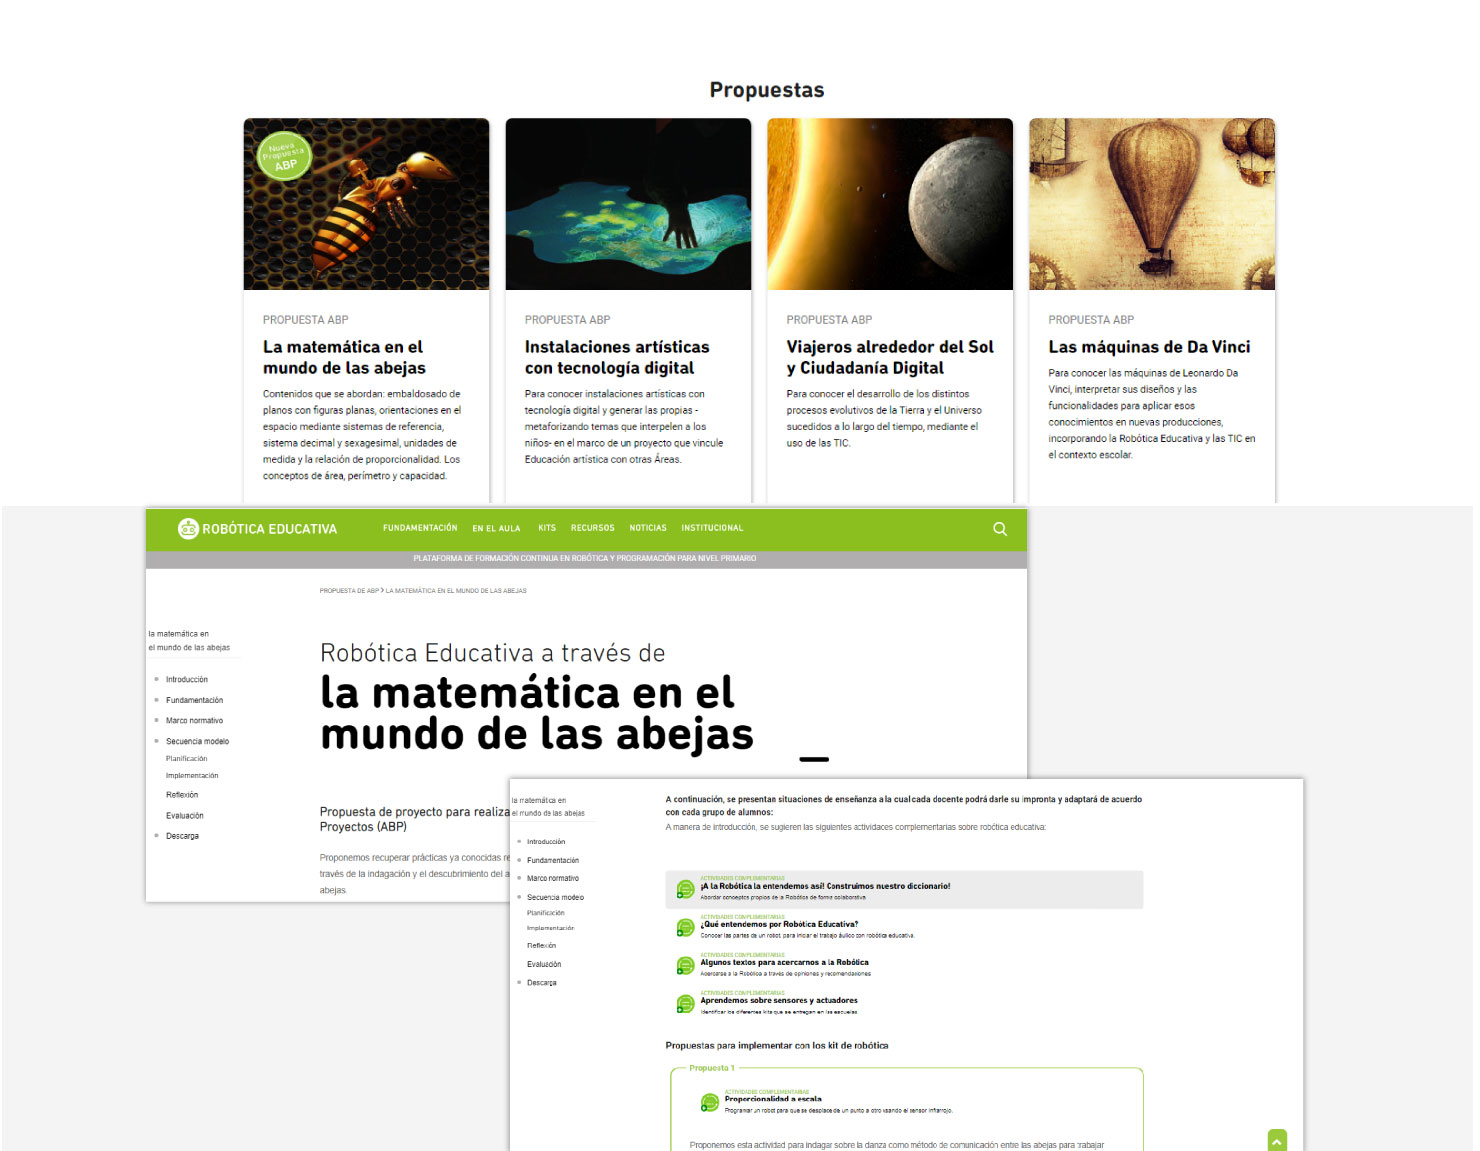 Propuestas
Nueva
Propuesta
ABP
PROPUESTA ABP
La matemática en el
mundo de las abejas
Contenidos que se abordan: embaldosado de
planos con figuras planas, orientaciones en el
espacio mediante sistemas de referencia,
sistema decimal y sexagesimal, unidades de
medida y la relación de proporcionalidad. Los
conceptos de área, perímetro y capacidad.
PROPUESTA ABP
Instalaciones artísticas
con tecnología digital
Para conocer instalaciones artísticas con
tecnología digital y generar las propias -
metaforizando temas que interpelen a los
niños- en el marco de un proyecto que vincule
Educación artística con otras Áreas.
PROPUESTA ABP
Viajeros alrededor del Sol
y Ciudadanía Digital
Para conocer el desarrollo de los distintos
procesos evolutivos de la Tierra y el Universo
sucedidos a lo largo del tiempo, mediante el
uso de las TIC.
PROPUESTA ABP
Las máquinas de Da Vinci
Para conocer las máquinas de Leonardo Da
Vinci, interpretar sus diseños y las
funcionalidades para aplicar esos
conocimientos en nuevas producciones,
incorporando la Robótica Educativa y las TIC en
el contexto escolar.
ROBÓTICA EDUCATIVA
FUNDAMENTACIÓN EN EL AULA KITS RECURSOS NOTICIAS INSTITUCIONAL
PLATAFORMA DE FORMACIÓN CONTINUA EN ROBÓTICA Y PROGRAMACIÓN PARA NIVEL PRIMARIO
PROPUESTA DE ABP > LA MATEMÁTICA EN EL MUNDO DE LAS ABEJAS
la matemática en
el mundo de las abejas
Introducción
Fundamentación
Marco normativo
Secuencia modelo
Planificación
Implementación
Reflexión
Evaluación
Descarga
Robótica Educativa a través de
la matemática en el
mundo de las abejas
Propuesta de proyecto para realiza
Proyectos (ABP)
Proponemos recuperar prácticas ya conocidas re
través de la indagación y el descubrimiento del a
abejas.
la matemática en
el mundo de las abejas
Introducción
Fundamentación
Marco normativo
Secuencia modelo
Planificación
Implementación
Reflexión
Evaluación
Descarga
A continuación, se presentan situaciones de enseñanza a la cual cada docente podrá darle su impronta y adaptará de acuerdo
con cada grupo de alumnos:
A manera de introducción, se sugieren las siguientes actividades complementarias sobre robótica educativa:
ACTIVIDADES COMPLEMENTARIAS
¡A la Robótica la entendemos así! Construimos nuestro diccionario!
Abordar conceptos propios de la Robótica de forma colaborativa
ACTIVIDADES COMPLEMENTARIAS
¿Qué entendemos por Robótica Educativa?
Conocer las partes de un robot, para iniciar el trabajo áulico con robótica educativa.
ACTIVIDADES COMPLEMENTARIAS
Algunos textos para acercarnos a la Robótica
Acercarse a la Robótica a traves de opiniones y recomendaciones
ACTIVIDADES COMPLEMENTARIAS
Aprendemos sobre sensores y actuadores
Identificar los diferentes kits que se entregan en las escuelas
Propuestas para implementar con los kit de robótica
Propuesta 1
ACTIVIDADES COMPLEMENTARIAS
Proporcionalidad a escala
Programar un robot para que se desplace de un punto a otro usando el sensor infrarrojo.
Proponemos esta actividad para indagar sobre la danza como método de comunicación entre las abejas para trabajar